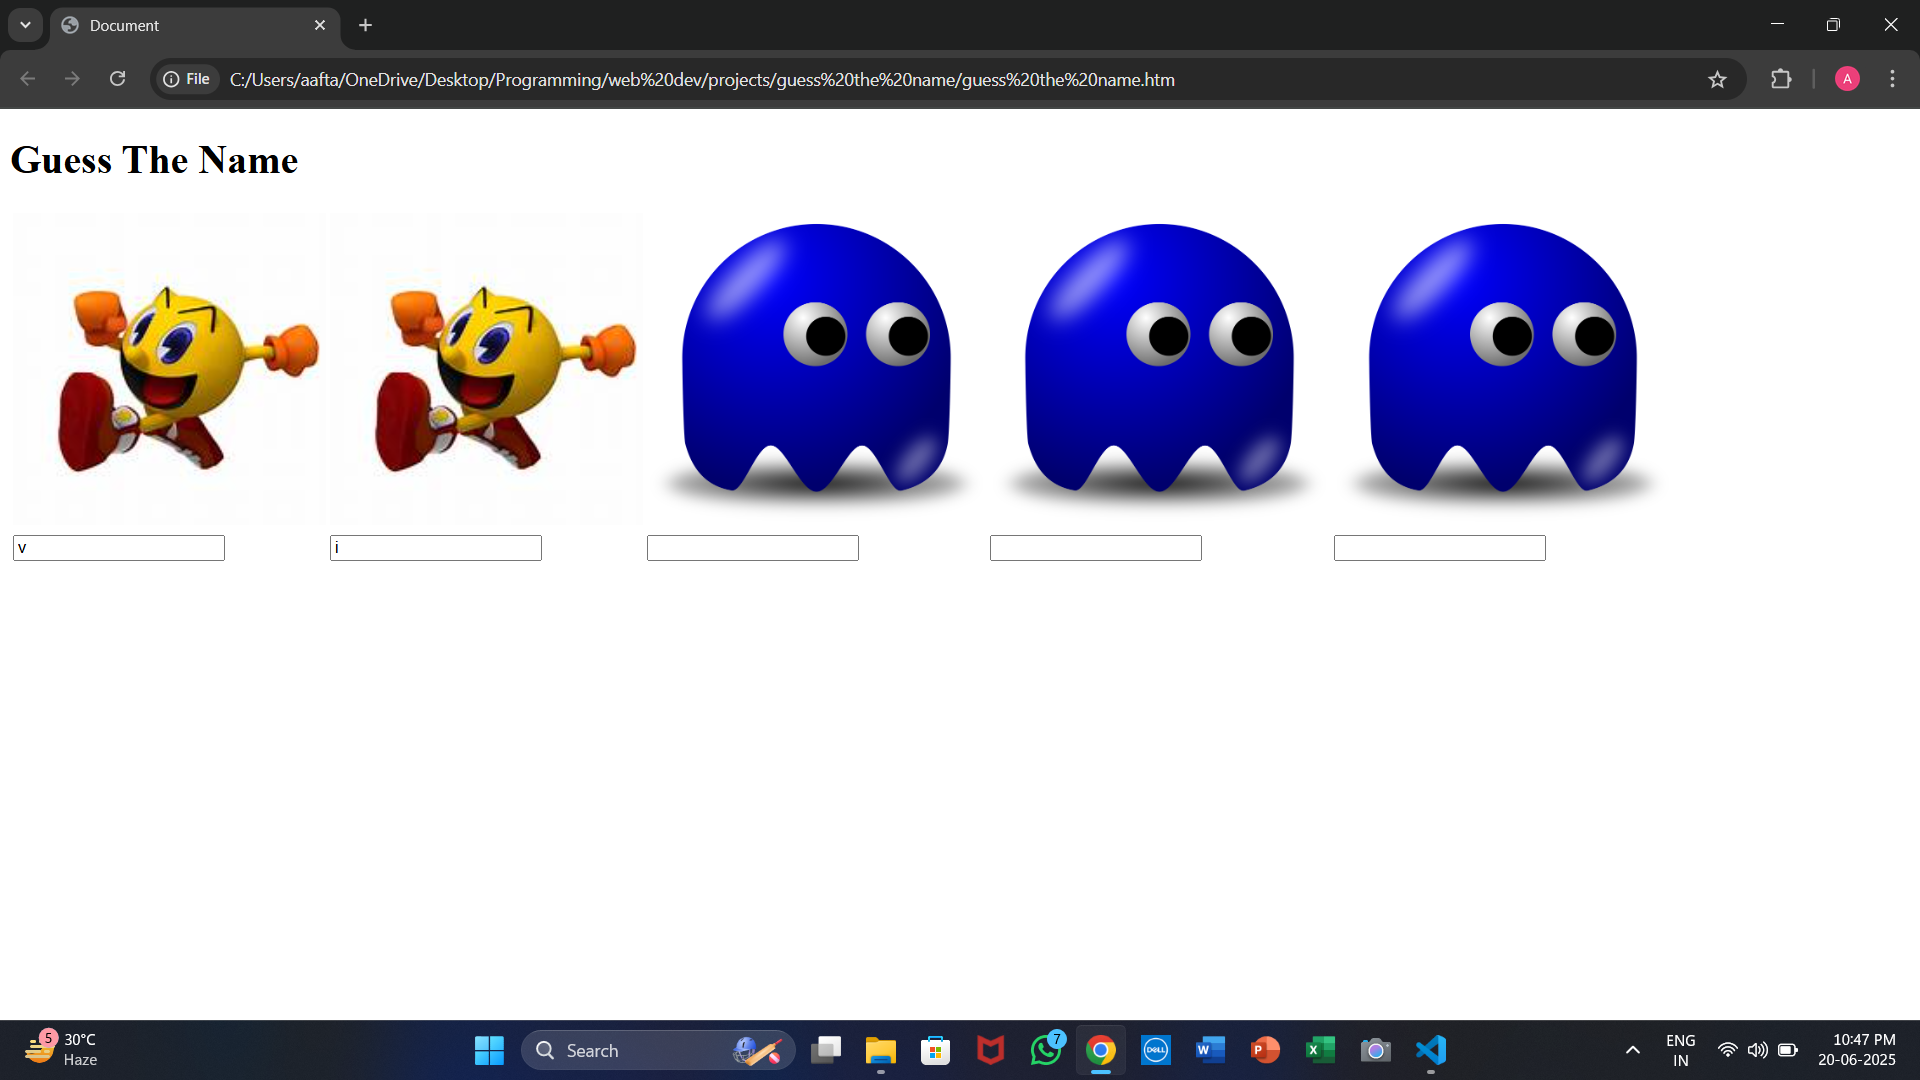 Document
File
C:/Users/aafta/OneDrive/Desktop/Programming/web%20dev/projects/guess%20the%20name/guess%20the%20name.htm
A
Guess The Name
v
i
5
30°C
Haze
Search
7
DELL
W
P
X
ENG
IN
10:47 PM
20-06-2025